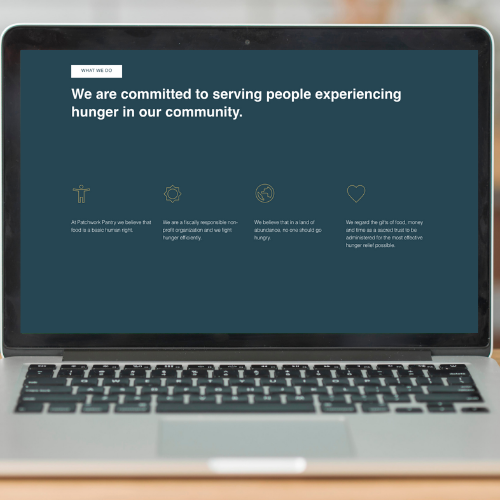 WHAT WE DO
We are committed to serving people experiencing
hunger in our community.
At Patchwork Pantry we believe that
food is a basic human right.
We are a fiscally responsible non-
profit organization and we fight
hunger efficiently.
We believe that in a land of
abundance, no one should go
hungry.
We regard the gifts of food, money
and time as a sacred trust to be
administered for the most effective
hunger relief possible.